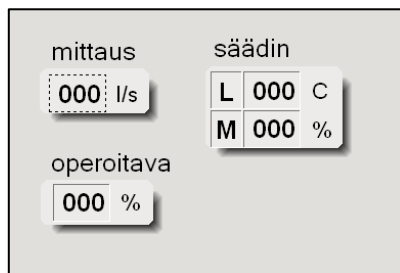 mittaus
000 l/s
säädin
L 000 C
M 000 %
operoitava
000 %